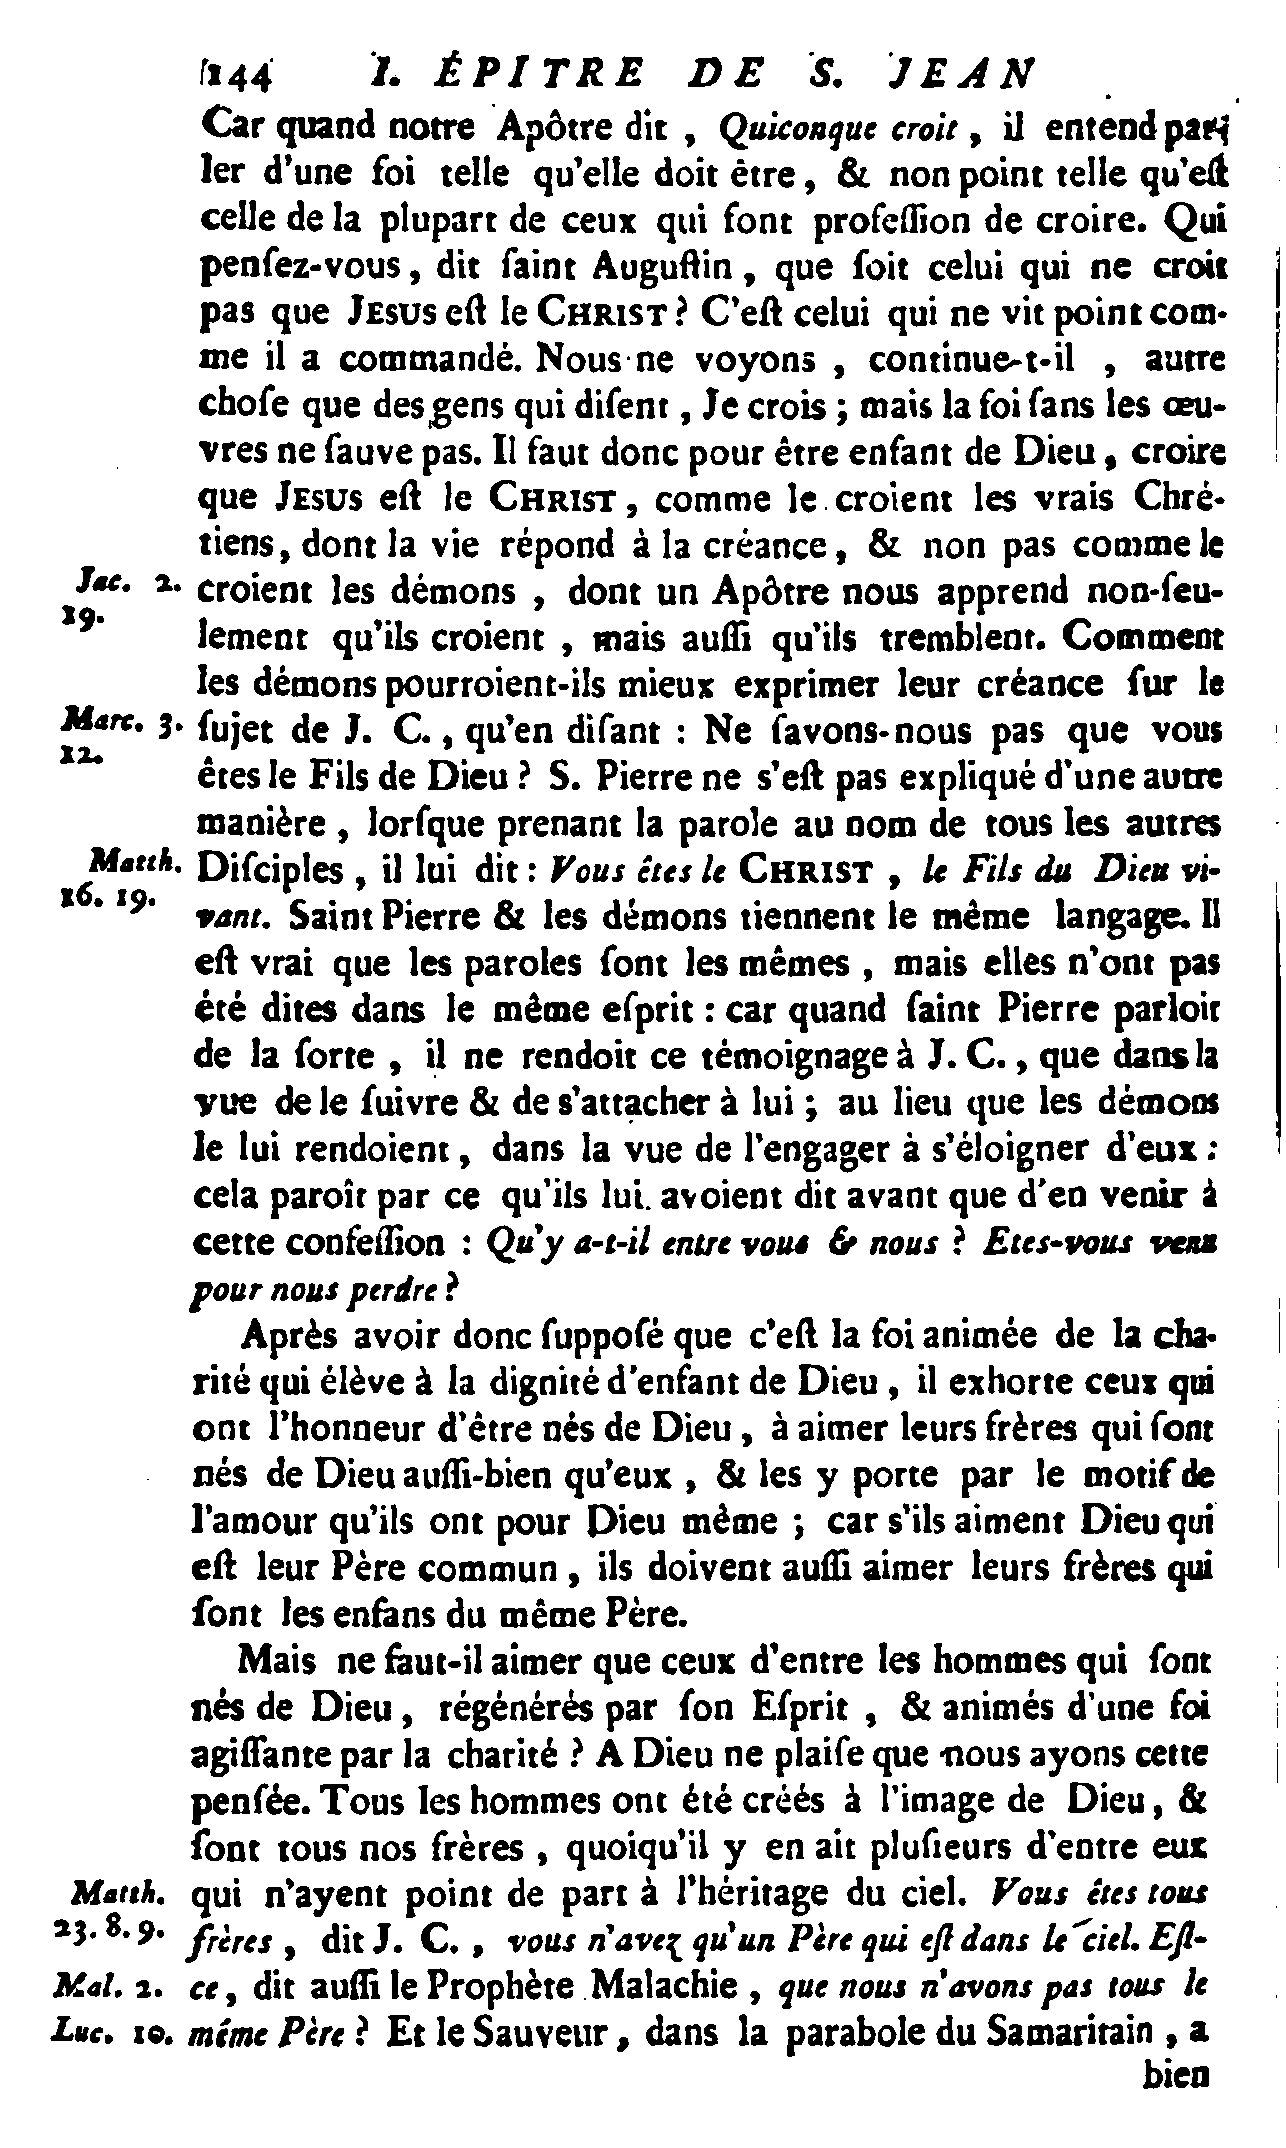 144 I. ÉPITRE DE S. JEAN
Car quand notre Apôtre dit , Quiconque croit , il entend par-
ler d'une foi telle qu'elle doit être , & non point telle qu'eſt
celle de la plupart de ceux qui font profeſſion de croire. Qui
penſez-vous , dit ſaint Auguſtin , que ſoit celui qui ne croit
pas que JESUS eſt le CHRIST ? C'eſt celui qui ne vit point com-
me il a commandé. Nous ne voyons , continue-t-il , autre
choſe que des gens qui diſent , Je crois ; mais la foi ſans les œu-
vres ne ſauve pas. Il faut donc pour être enfant de Dieu , croire
que JESUS eſt le CHRIST , comme le croient les vrais Chré-
tiens, dont la vie répond à la créance , & non pas comme le
Jac. 2. croient les démons , dont un Apôtre nous apprend non-ſeu-
19.
lement qu'ils croient , mais auſſi qu'ils tremblent. Comment
les démons pourroient-ils mieux exprimer leur créance ſur le
Marc. 3. ſujet de J. C. , qu'en diſant : Ne ſavons-nous pas que vous
12.
êtes le Fils de Dieu ? S. Pierre ne s'eſt pas expliqué d'une autre
manière , lorſque prenant la parole au nom de tous les autres
Matth. Diſciples , il lui dit : Vous êtes le CHRIST , le Fils du Dieu vi-
16. 19.
vant. Saint Pierre & les démons tiennent le même langage. Il
eſt vrai que les paroles ſont les mêmes , mais elles n'ont pas
été dites dans le même eſprit : car quand ſaint Pierre parloit
de la ſorte , il ne rendoit ce témoignage à J. C. , que dans la
vue de le ſuivre & de s'attacher à lui ; au lieu que les démons
le lui rendoient , dans la vue de l'engager à s'éloigner d'eux :
cela paroît par ce qu'ils lui avoient dit avant que d'en venir à
cette confeſſion : Qu'y a-t-il entre vous & nous ? Etes-vous venu
pour nous perdre ?
Après avoir donc ſuppoſé que c'eſt la foi animée de la cha-
rité qui élève à la dignité d'enfant de Dieu , il exhorte ceux qui
ont l'honneur d'être nés de Dieu , à aimer leurs frères qui ſont
nés de Dieu auſſi-bien qu'eux , & les y porte par le motif de
l'amour qu'ils ont pour Dieu même ; car s'ils aiment Dieu qui
eſt leur Père commun , ils doivent auſſi aimer leurs frères qui
ſont les enfans du même Père.
Mais ne faut-il aimer que ceux d'entre les hommes qui ſont
nés de Dieu , régénérés par ſon Eſprit , & animés d'une foi
agiſſante par la charité ? A Dieu ne plaiſe que nous ayons cette
penſée. Tous les hommes ont été créés à l'image de Dieu , &
ſont tous nos frères , quoiqu'il y en ait pluſieurs d'entre eux
Matth. qui n'ayent point de part à l'héritage du ciel. Vous êtes tous
23. 8. 9. frères , dit J. C. , vous n'avez qu'un Père qui eſt dans le ciel. Eſt-
Mal. 2. ce, dit auſſi le Prophète Malachie , que nous n'avons pas tous le
Luc. 10. même Père ? Et le Sauveur , dans la parabole du Samaritain , a
bien